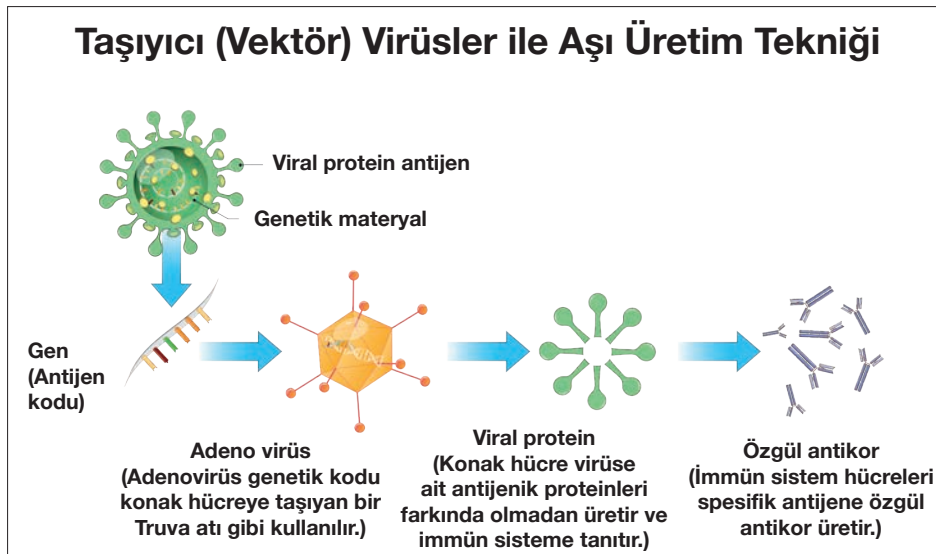 Taşıyıcı (Vektör) Virüsler ile Aşı Üretim Tekniği
Viral protein antijen
Genetik materyal
Gen
(Antijen
kodu)
Adeno virüs
(Adenovirüs genetik kodu
konak hücreye taşıyan bir
Truva atı gibi kullanılır.)
Viral protein
(Konak hücre virüse
ait antijenik proteinleri
farkında olmadan üretir ve
immün sisteme tanıtır.)
Özgül antikor
(İmmün sistem hücreleri
spesifik antijene özgül
antikor üretir.)